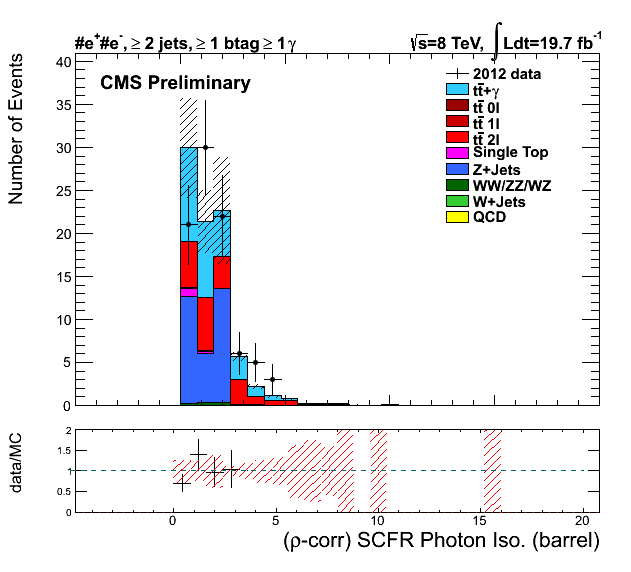 #e⁺#e⁻, ≥ 2 jets, ≥ 1 btag ≥ 1 γ
√s=8 TeV, ∫ Ldt=19.7 fb⁻¹
CMS Preliminary
Number of Events
40
35
30
25
20
15
10
5
0
2012 data
tt̄+γ
tt̄ 0l
tt̄ 1l
tt̄ 2l
Single Top
Z+Jets
WW/ZZ/WZ
W+Jets
QCD
data/MC
2
1.5
1
0.5
0
0 5 10 15 20
(ρ-corr) SCFR Photon Iso. (barrel)